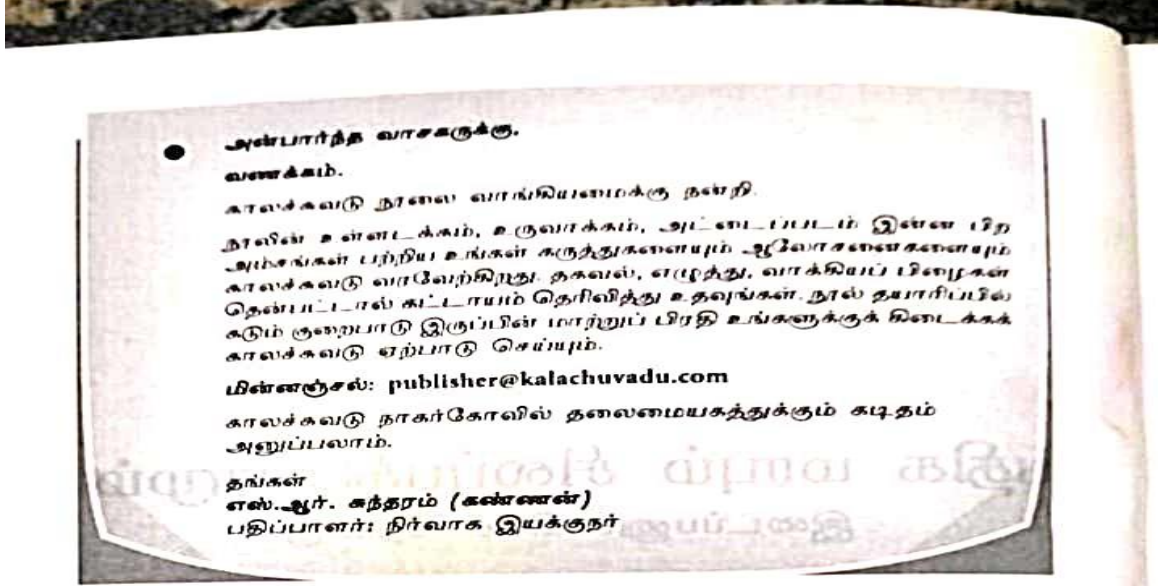 அன்பார்ந்த வாசகருக்கு,
வணக்கம்.
காலச்சுவடு நூலை வாங்கியமைக்கு நன்றி.
நூலின் உள்ளடக்கம், உருவாக்கம், அட்டைப்படம் இன்ன பிற
அம்சங்கள் பற்றிய உங்கள் கருத்துகளையும் ஆலோசனைகளையும்
காலச்சுவடு வரவேற்கிறது. தகவல், எழுத்து, வாக்கியப் பிழைகள்
தென்பட்டால் கட்டாயம் தெரிவித்து உதவுங்கள். நூல் தயாரிப்பில்
கடும் குறைபாடு இருப்பின் மாற்றுப் பிரதி உங்களுக்குக் கிடைக்கக்
காலச்சுவடு ஏற்பாடு செய்யும்.
மின்னஞ்சல்: publisher@kalachuvadu.com
காலச்சுவடு நாகர்கோவில் தலைமையகத்துக்கும் கடிதம்
அனுப்பலாம்.
தங்கள்
எஸ்.ஆர். சுந்தரம் (கண்ணன்)
பதிப்பாளர்: நிர்வாக இயக்குநர்